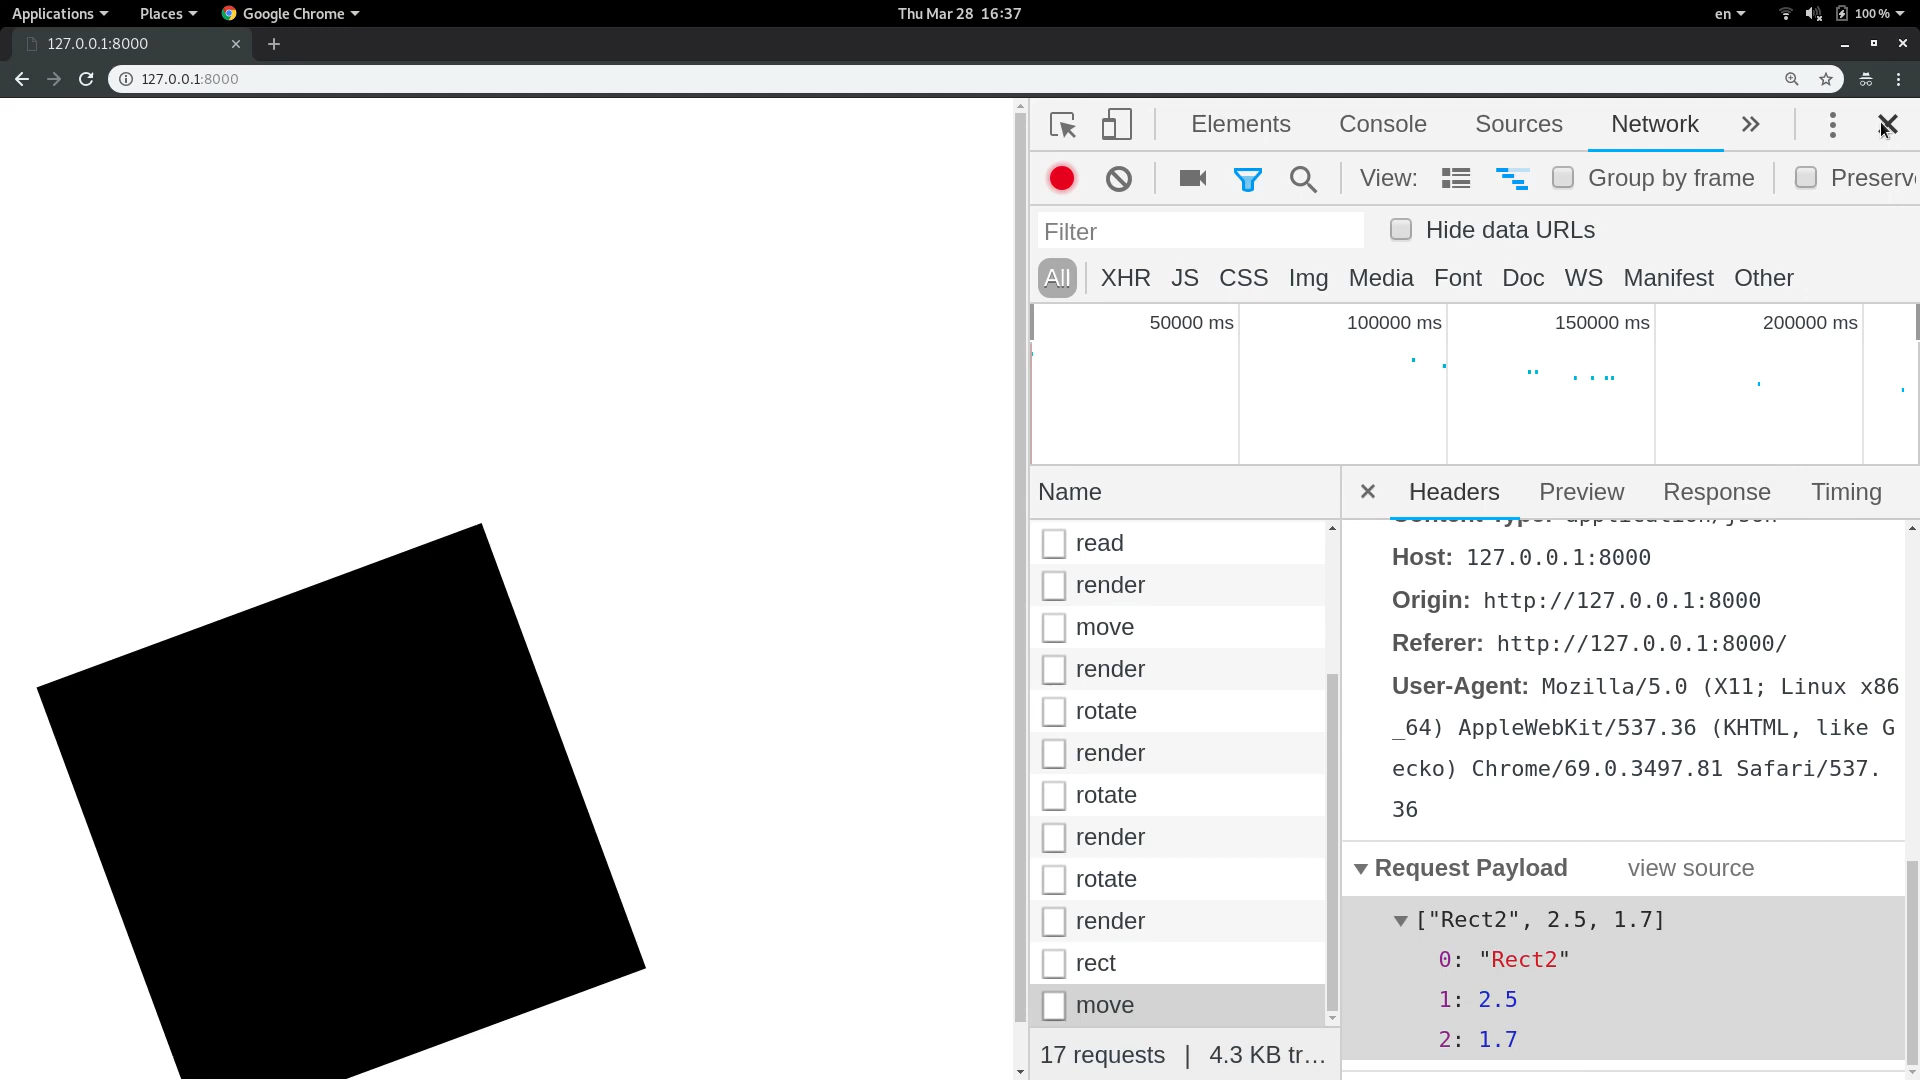 Applications Places Google Chrome Thu Mar 28 16:37 en 100 %
127.0.0.1:8000
127.0.0.1:8000
Elements Console Sources Network
View: Group by frame Preserv
Filter Hide data URLs
All XHR JS CSS Img Media Font Doc WS Manifest Other
50000 ms 100000 ms 150000 ms 200000 ms
Name
Headers Preview Response Timing
read
render
move
render
rotate
render
rotate
render
rotate
render
rect
move
17 requests | 4.3 KB tr…
Content-Type: application/json
Host: 127.0.0.1:8000
Origin: http://127.0.0.1:8000
Referer: http://127.0.0.1:8000/
User-Agent: Mozilla/5.0 (X11; Linux x86
_64) AppleWebKit/537.36 (KHTML, like G
ecko) Chrome/69.0.3497.81 Safari/537.
36
Request Payload view source
["Rect2", 2.5, 1.7]
0: "Rect2"
1: 2.5
2: 1.7